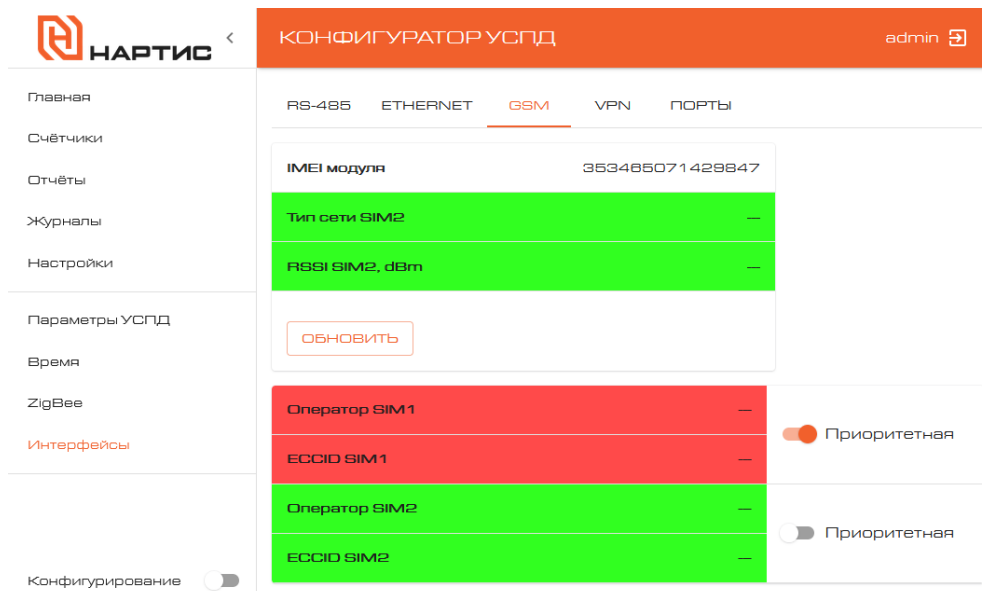 НАРТИС
КОНФИГУРАТОР УСПД
admin
Главная
Счётчики
Отчёты
Журналы
Настройки
Параметры УСПД
Время
ZigBee
Интерфейсы
Конфигурирование
RS-485 ETHERNET GSM VPN ПОРТЫ
IMEI модуля 353465071429847
Тип сети SIM2 —
RSSI SIM2, dBm —
ОБНОВИТЬ
Оператор SIM1 —
ECCID SIM1 —
Приоритетная
Оператор SIM2 —
ECCID SIM2 —
Приоритетная